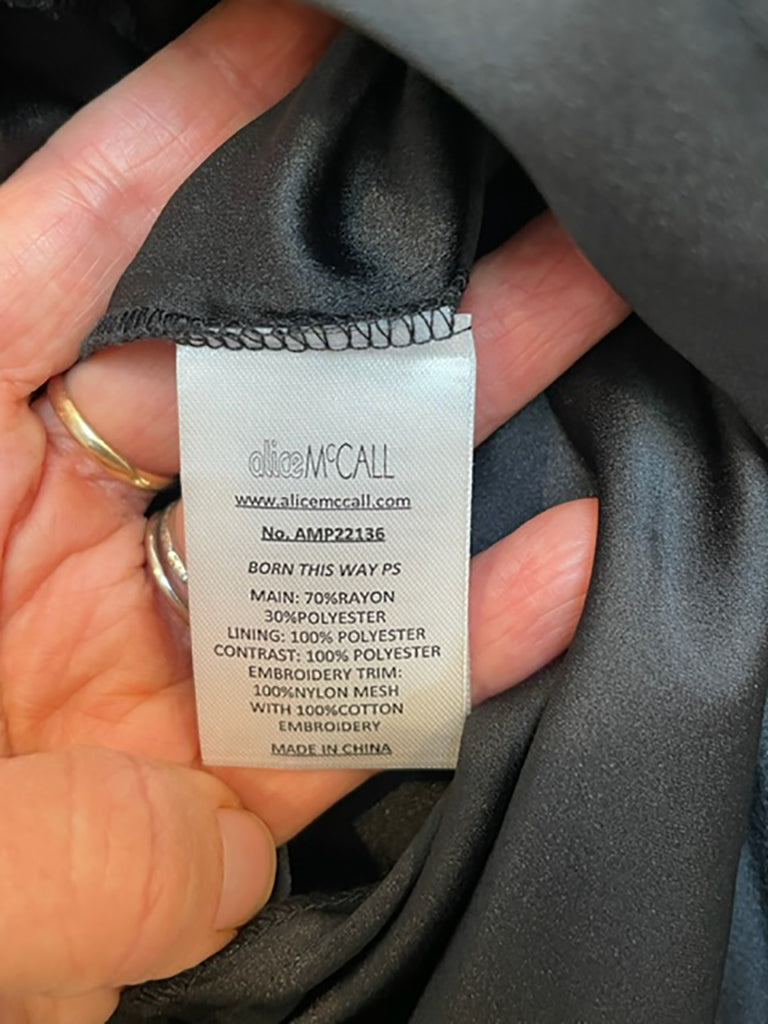 alice McCALL
www.alicemccall.com
No. AMP22136
BORN THIS WAY PS
MAIN: 70%RAYON
30%POLYESTER
LINING: 100% POLYESTER
CONTRAST: 100% POLYESTER
EMBROIDERY TRIM:
100%NYLON MESH
WITH 100%COTTON
EMBROIDERY
MADE IN CHINA